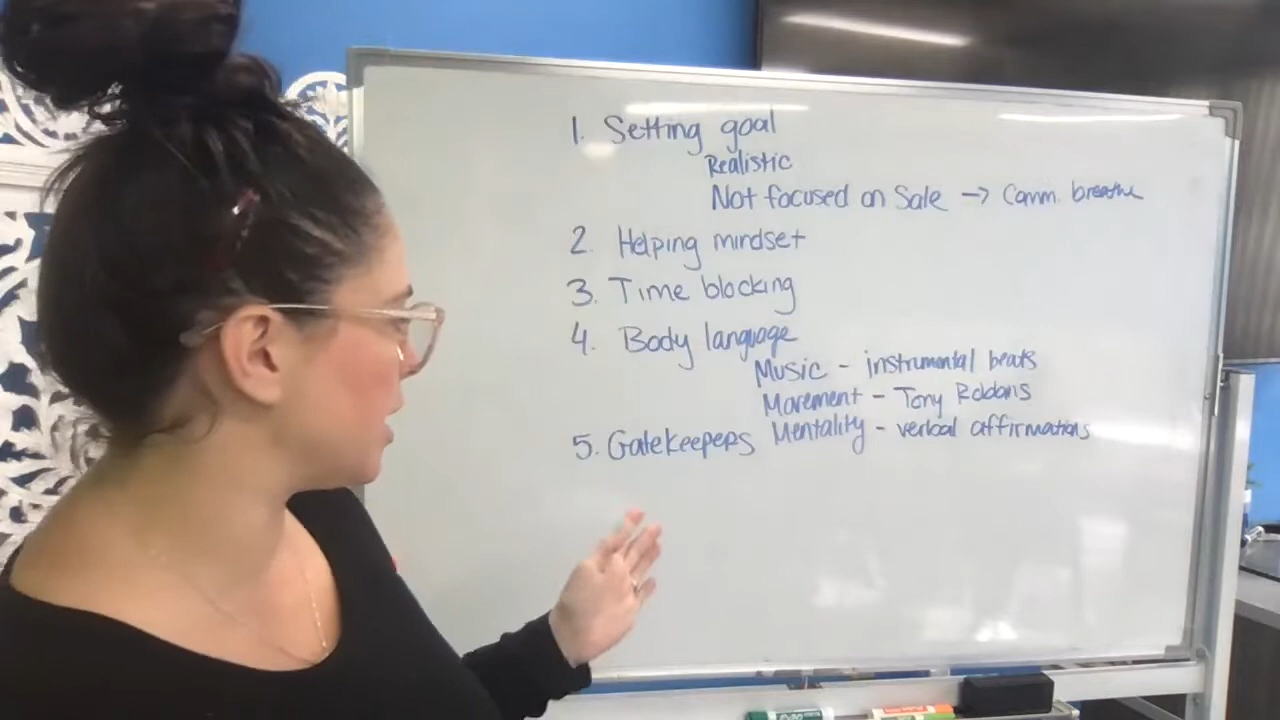 1. Setting goal
Realistic
Not focused on Sale → Comm. breathe
2. Helping mindset
3. Time blocking
4. Body language
Music - instrumental beats
Movement - Tony Robbins
Mentality - verbal affirmations
5. Gatekeepers